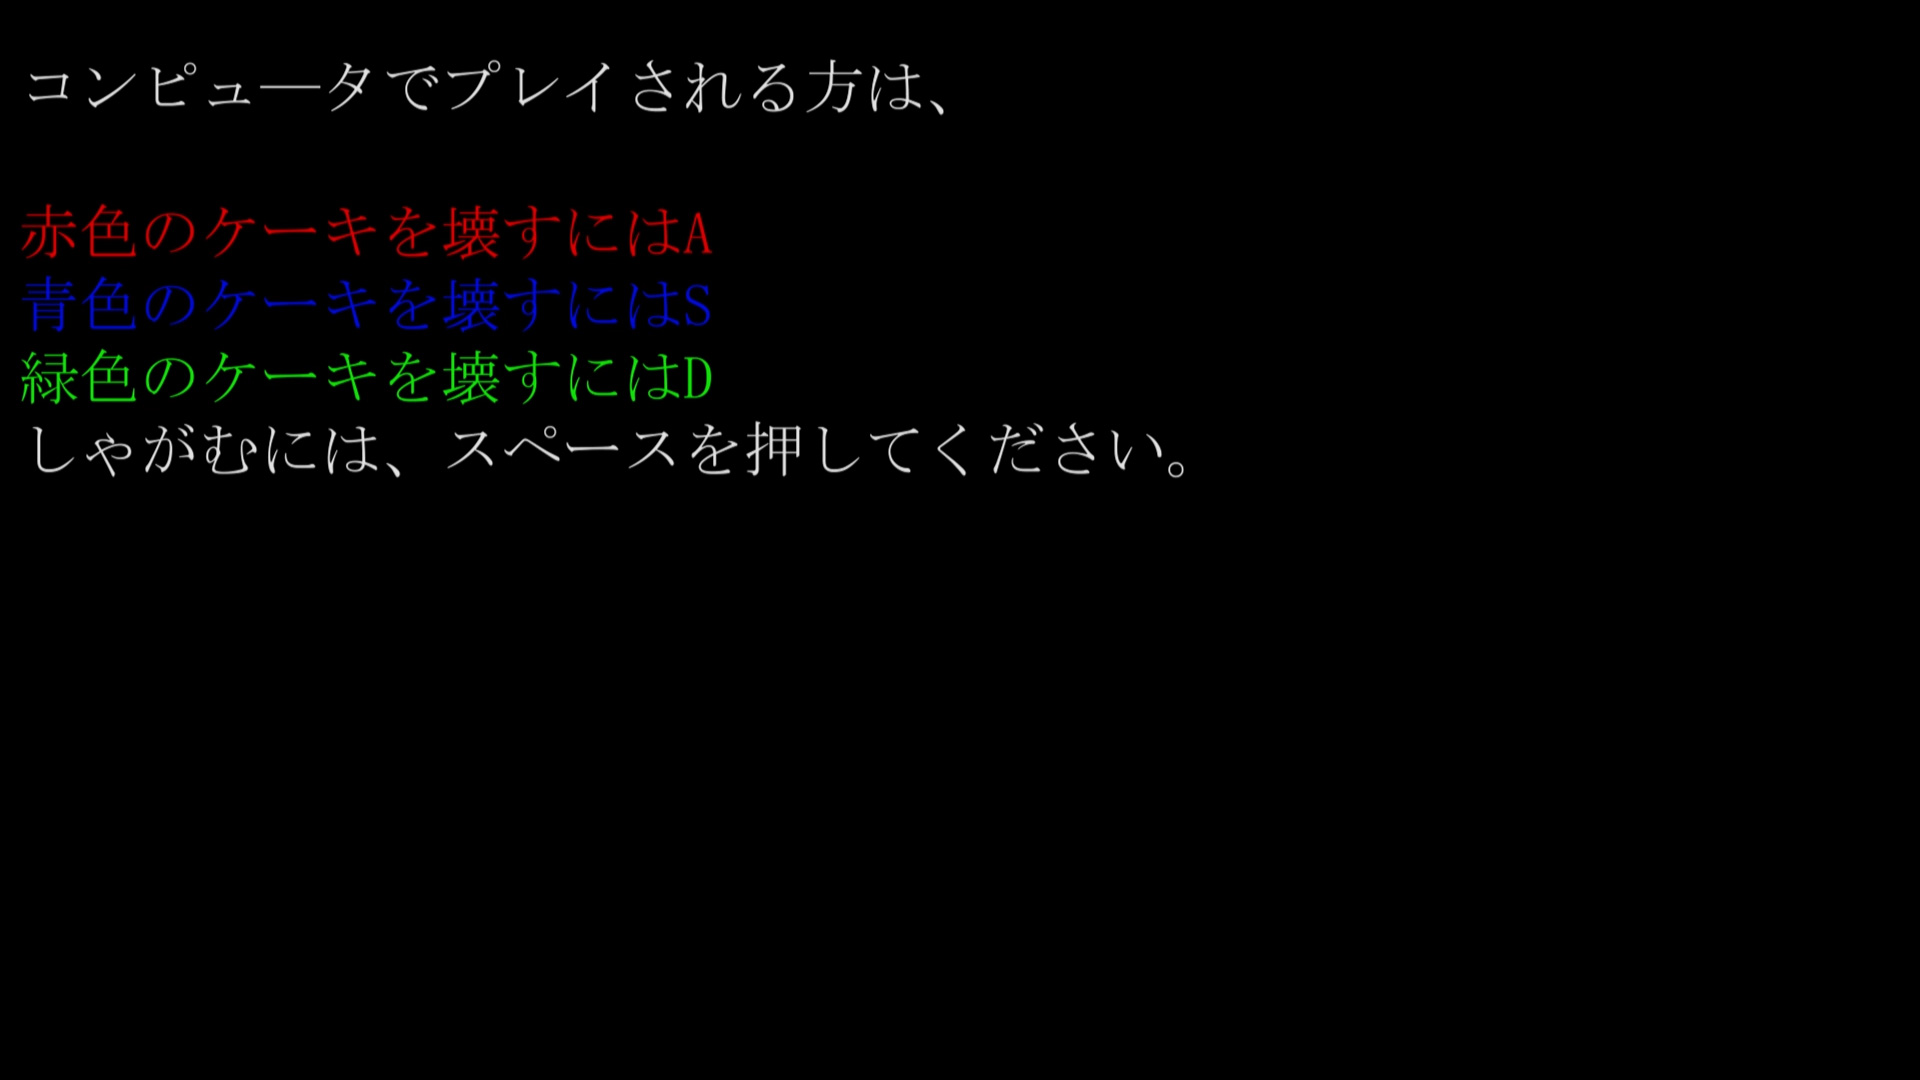 コンピュ―タでプレイされる方は、
赤色のケーキを壊すにはA
青色のケーキを壊すにはS
緑色のケーキを壊すにはD
しゃがむには、スペースを押してください。